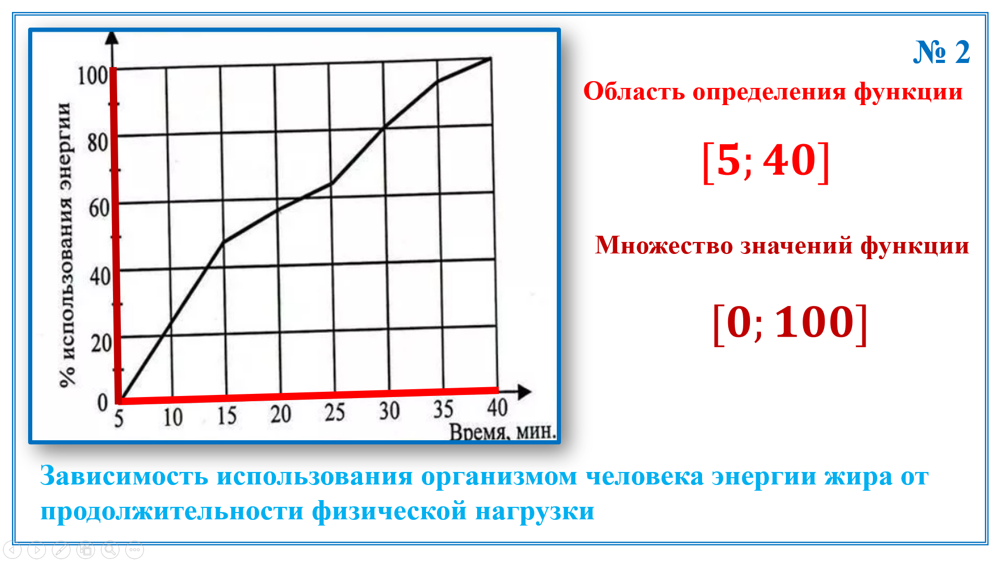 № 2
Область определения функции
[5; 40]
Множество значений функции
[0; 100]
% использования энергии
100
80
60
40
20
0
5 10 15 20 25 30 35 40
Время, мин.
Зависимость использования организмом человека энергии жира от
продолжительности физической нагрузки